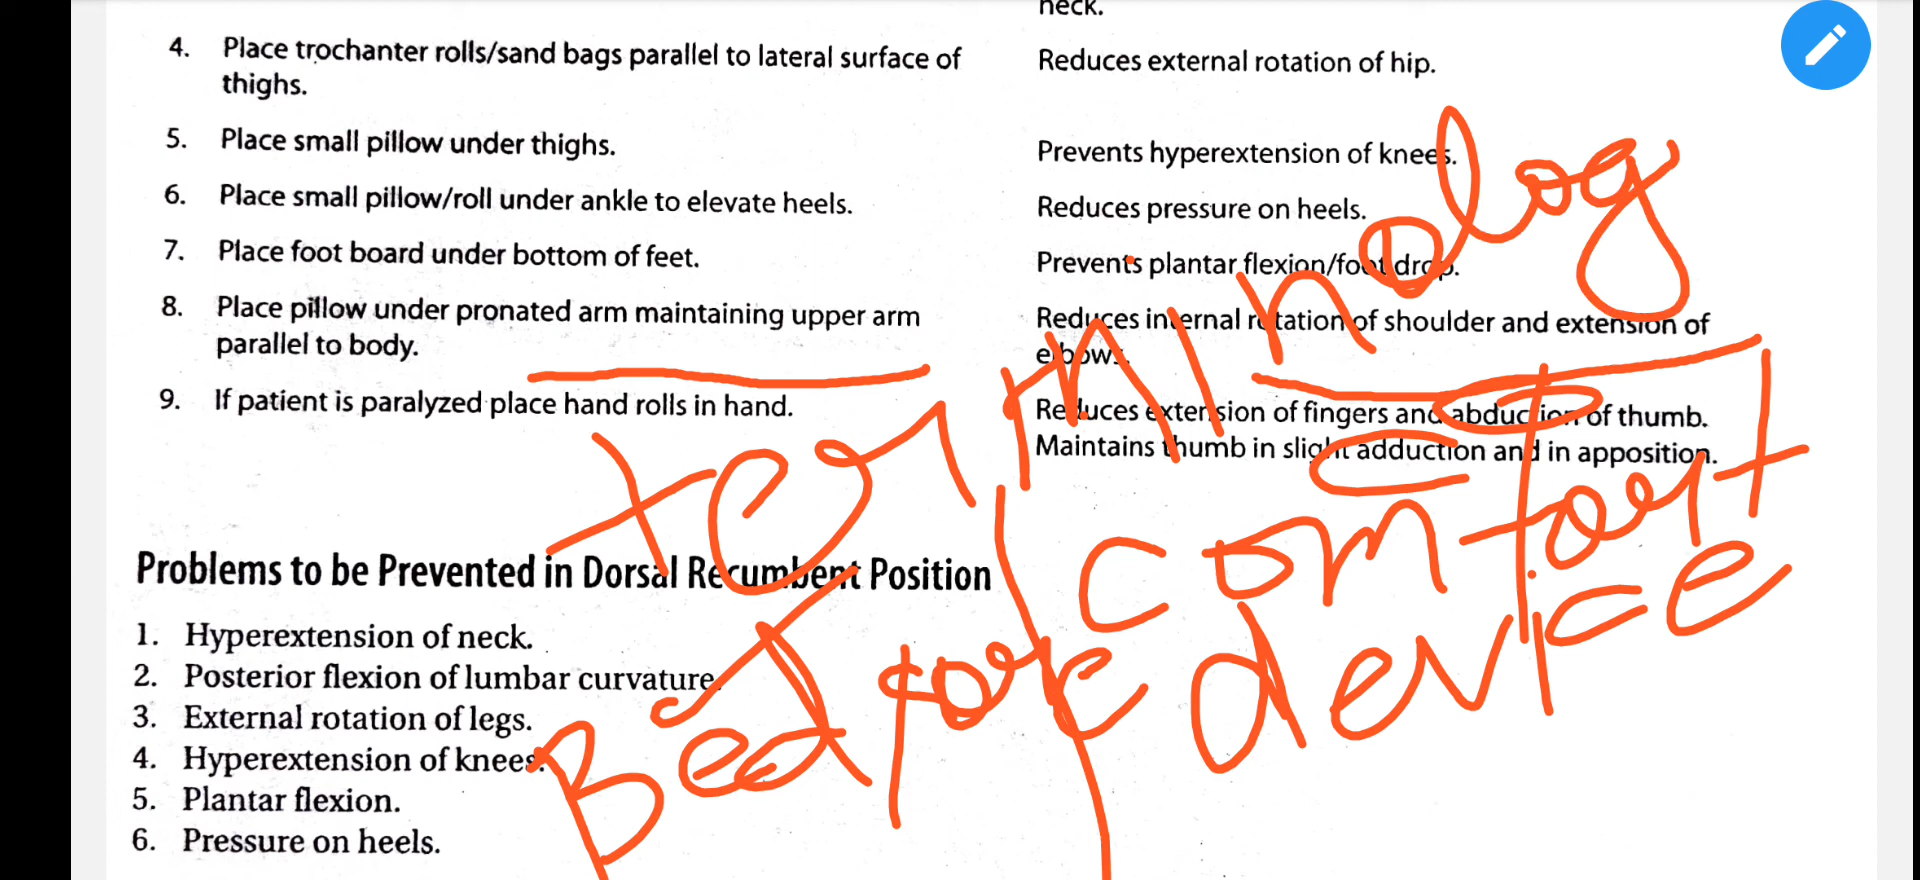 neck.
4. Place trochanter rolls/sand bags parallel to lateral surface of
thighs.
Reduces external rotation of hip.
5. Place small pillow under thighs.
Prevents hyperextension of knees.
6. Place small pillow/roll under ankle to elevate heels.
Reduces pressure on heels.
7. Place foot board under bottom of feet.
Prevents plantar flexion/foot drop.
8. Place pillow under pronated arm maintaining upper arm
parallel to body.
Reduces internal rotation of shoulder and extension of
elbows.
9. If patient is paralyzed place hand rolls in hand.
Reduces extension of fingers and abduction of thumb.
Maintains thumb in slight adduction and in apposition.
Terminolog
comfort
Bed for device
Problems to be Prevented in Dorsal Recumbent Position
1. Hyperextension of neck.
2. Posterior flexion of lumbar curvature.
3. External rotation of legs.
4. Hyperextension of knees.
5. Plantar flexion.
6. Pressure on heels.